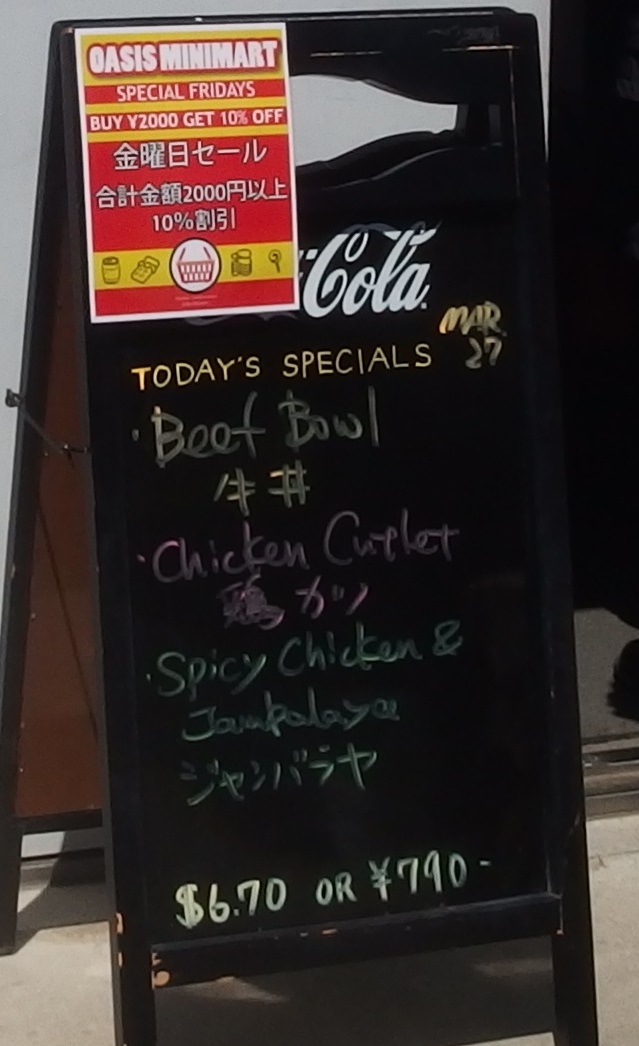 OASIS MINIMART
SPECIAL FRIDAYS
BUY Y2000 GET 10% OFF
金曜日セール
合計金額2000円以上
10%割引
Cola
MAR.
27
TODAY'S SPECIALS
・Beef Bowl
牛丼
・Chicken Cutlet
鶏カツ
・Spicy Chicken &
Jambalaya
ジャンバラヤ
$6.70 OR ¥790-